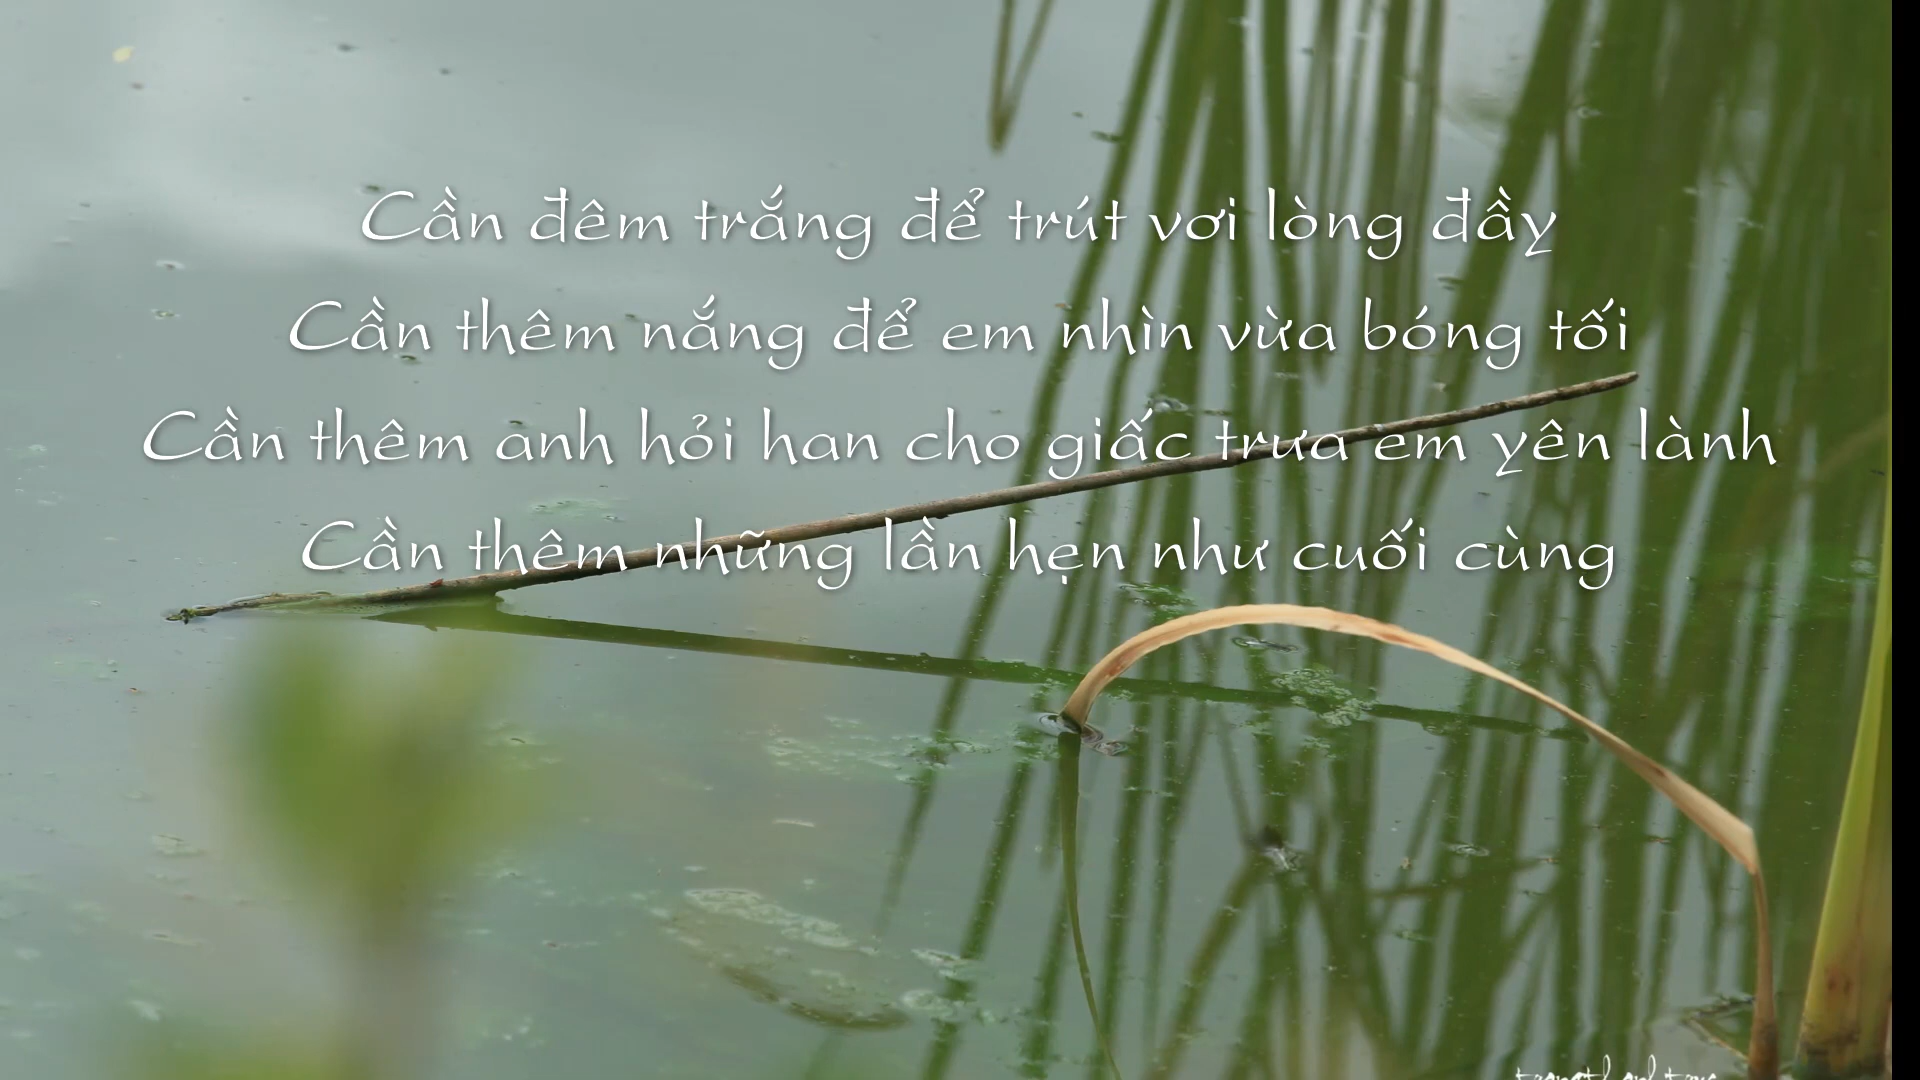 Cần đêm trắng để trút vơi lòng đầy
Cần thêm nắng để em nhìn vừa bóng tối
Cần thêm anh hỏi han cho giấc trưa em yên lành
Cần thêm những lần hẹn như cuối cùng